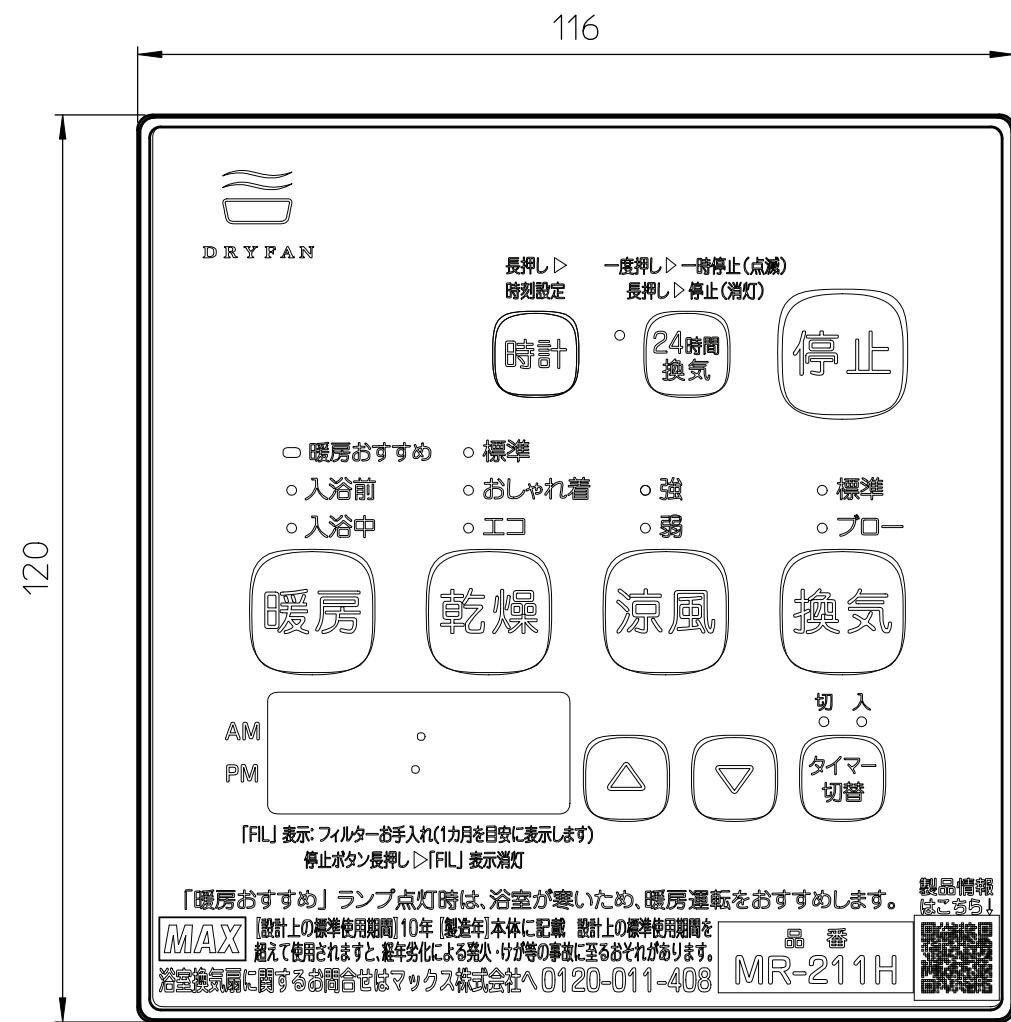 116
120
DRYFAN
長押し▷
時刻設定
一度押し▷一時停止(点滅)
長押し▷停止(消灯)
時計
24時間
換気
停止
暖房おすすめ
入浴前
入浴中
標準
おしゃれ着
エコ
強
弱
標準
ブロー
暖房
乾燥
涼風
換気
AM
PM
切 入
タイマー
切替
「FIL」表示:フィルターお手入れ(1カ月を目安に表示します)
停止ボタン長押し▷「FIL」表示消灯
「暖房おすすめ」ランプ点灯時は、浴室が寒いため、暖房運転をおすすめします。
製品情報
はこちら↓
MAX
[設計上の標準使用期間]10年 [製造年]本体に記載 設計上の標準使用期間を
超えて使用されますと、経年劣化による発火・けが等の事故に至るおそれがあります。
浴室換気扇に関するお問合せはマックス株式会社へ0120-011-408
品番
MR-211H